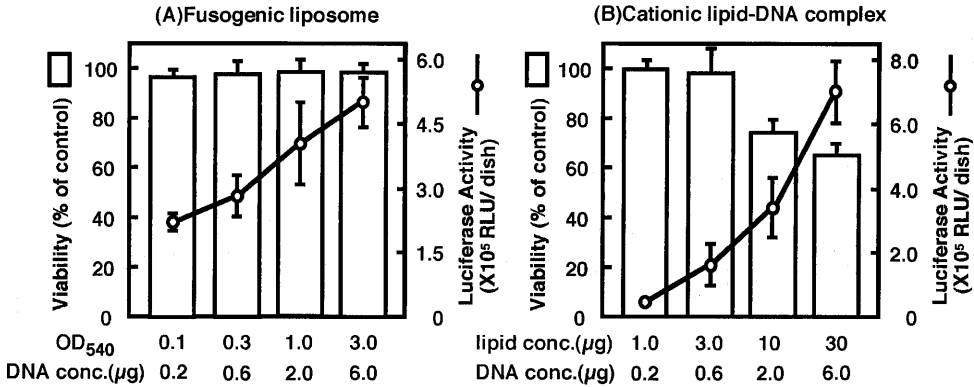 (A)Fusogenic liposome
Viability (% of control)
100
80
60
40
20
0
6.0
4.5
3.0
1.5
0
Luciferase Activity
(X10⁵ RLU/ dish)
OD540 0.1 0.3 1.0 3.0
DNA conc.(µg) 0.2 0.6 2.0 6.0
(B)Cationic lipid-DNA complex
Viability (% of control)
100
80
60
40
20
0
8.0
6.0
4.0
2.0
0
Luciferase Activity
(X10⁵ RLU/ dish)
lipid conc.(µg) 1.0 3.0 10 30
DNA conc.(µg) 0.2 0.6 2.0 6.0